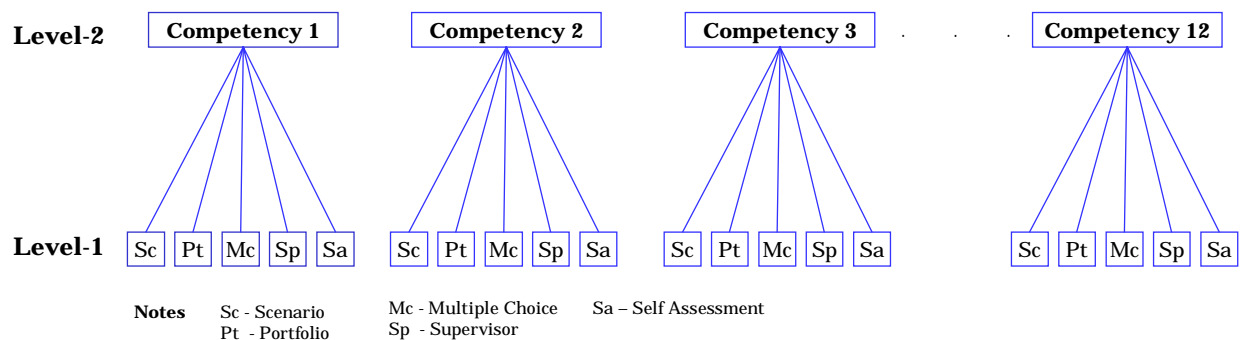 Level-2 Competency 1 Competency 2 Competency 3 . . . Competency 12
Level-1 Sc Pt Mc Sp Sa Sc Pt Mc Sp Sa Sc Pt Mc Sp Sa Sc Pt Mc Sp Sa
Notes Sc - Scenario Mc - Multiple Choice Sa – Self Assessment
Pt - Portfolio Sp - Supervisor